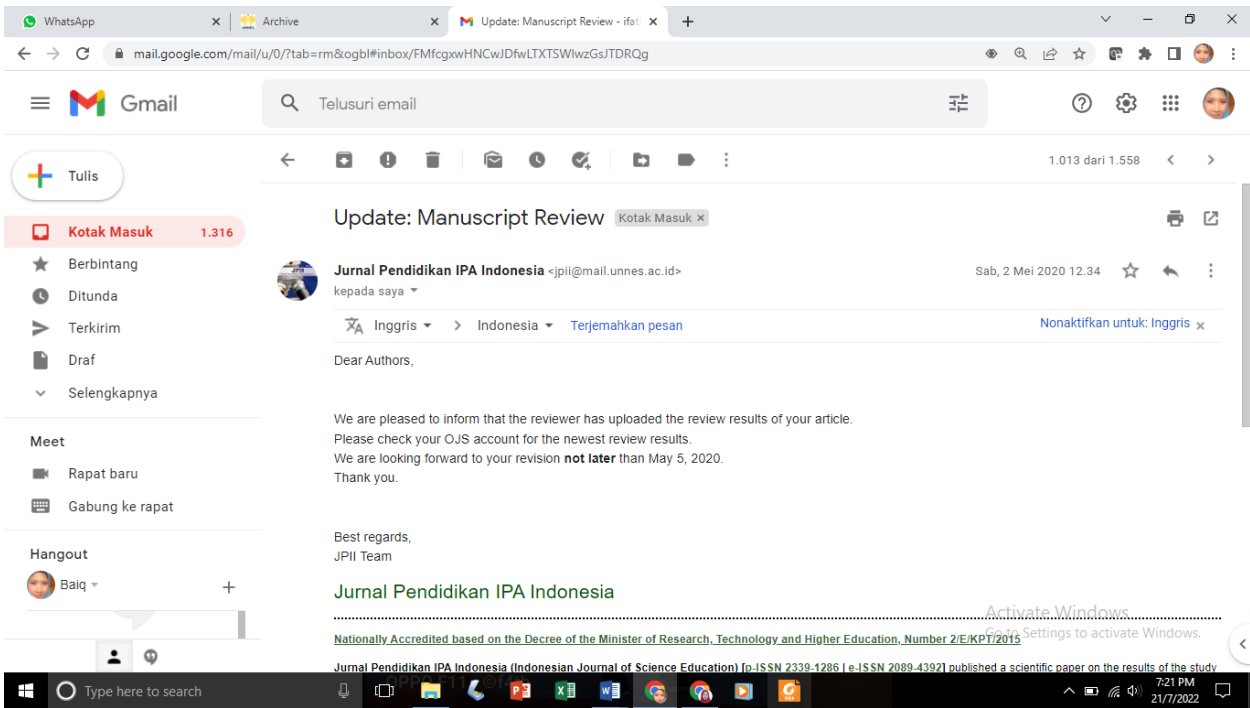 WhatsApp
Archive
Update: Manuscript Review - ifati
mail.google.com/mail/u/0/?tab=rm&ogbl#inbox/FMfcgxwHNCwJDfwLTXTSWlwzGsJTDRQg
Gmail
Telusuri email
Tulis
1.013 dari 1.558
Update: Manuscript Review Kotak Masuk ×
Kotak Masuk 1.316
Berbintang
Ditunda
Terkirim
Draf
Selengkapnya
Jurnal Pendidikan IPA Indonesia <jpii@mail.unnes.ac.id>
Sab, 2 Mei 2020 12.34
kepada saya
Inggris > Indonesia Terjemahkan pesan
Nonaktifkan untuk: Inggris ×
Dear Authors,
We are pleased to inform that the reviewer has uploaded the review results of your article.
Please check your OJS account for the newest review results.
We are looking forward to your revision not later than May 5, 2020.
Thank you.
Best regards,
JPII Team
Jurnal Pendidikan IPA Indonesia
Nationally Accredited based on the Decree of the Minister of Research, Technology and Higher Education, Number 2/E/KPT/2015
Jurnal Pendidikan IPA Indonesia (Indonesian Journal of Science Education) [p-ISSN 2339-1286 | e-ISSN 2089-4392] published a scientific paper on the results of the study
Meet
Rapat baru
Gabung ke rapat
Hangout
Baiq
Activate Windows
Go to Settings to activate Windows.
Type here to search
7:21 PM
21/7/2022